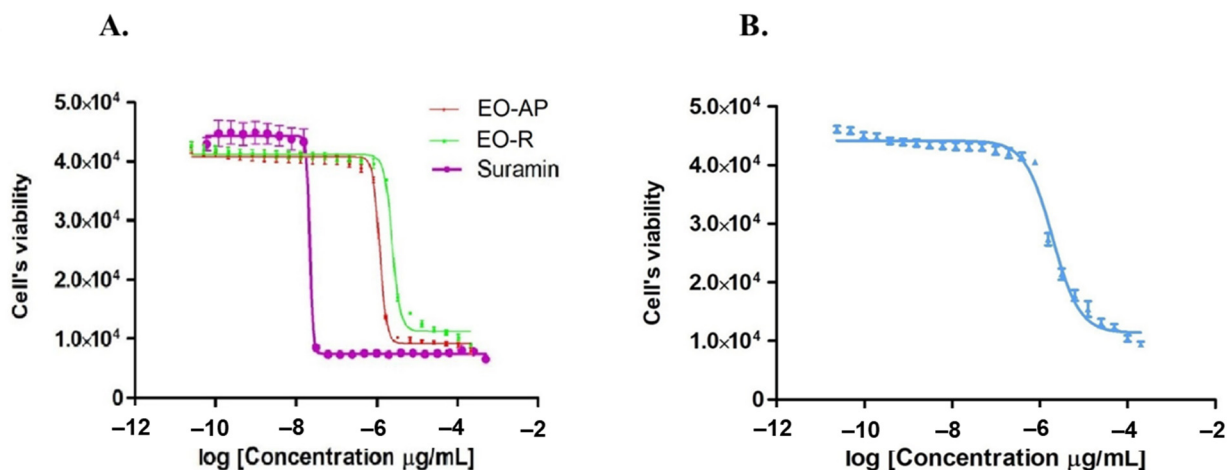 A.
5.0×10⁴
4.0×10⁴
3.0×10⁴
2.0×10⁴
1.0×10⁴
0
Cell's viability
EO-AP
EO-R
Suramin
−12 −10 −8 −6 −4 −2
log [Concentration μg/mL]
B.
5.0×10⁴
4.0×10⁴
3.0×10⁴
2.0×10⁴
1.0×10⁴
0
Cell's viability
−12 −10 −8 −6 −4 −2
log [Concentration μg/mL]